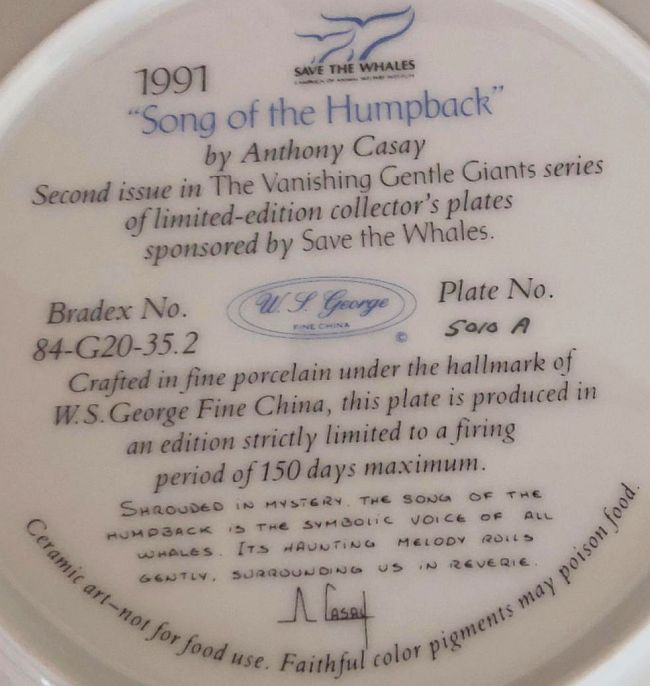 SAVE THE WHALES
1991
"Song of the Humpback"
by Anthony Casay
Second issue in The Vanishing Gentle Giants series
of limited-edition collector's plates
sponsored by Save the Whales.
Bradex No.
84-G20-35.2
W. S. George
FINE CHINA
©
Plate No.
5010 A
Crafted in fine porcelain under the hallmark of
W.S. George Fine China, this plate is produced in
an edition strictly limited to a firing
period of 150 days maximum.
SHROUDED IN MYSTERY. THE SONG OF THE
HUMPBACK IS THE SYMBOLIC VOICE OF ALL
WHALES. ITS HAUNTING MELODY ROLLS
GENTLY, SURROUNDING US IN REVERIE.
A CASAY
Ceramic art—not for food use. Faithful color pigments may poison food.